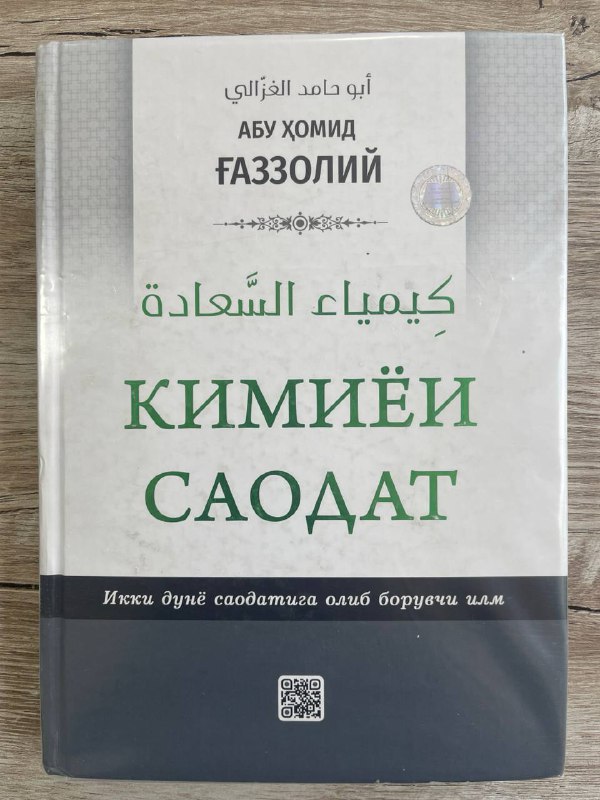 أبو حامد الغزّالي
АБУ ҲОМИД
ҒАЗЗОЛИЙ
كِيمياء السَّعادة
КИМИЁИ
САОДАТ
Икки дунё саодатига олиб борувчи илм